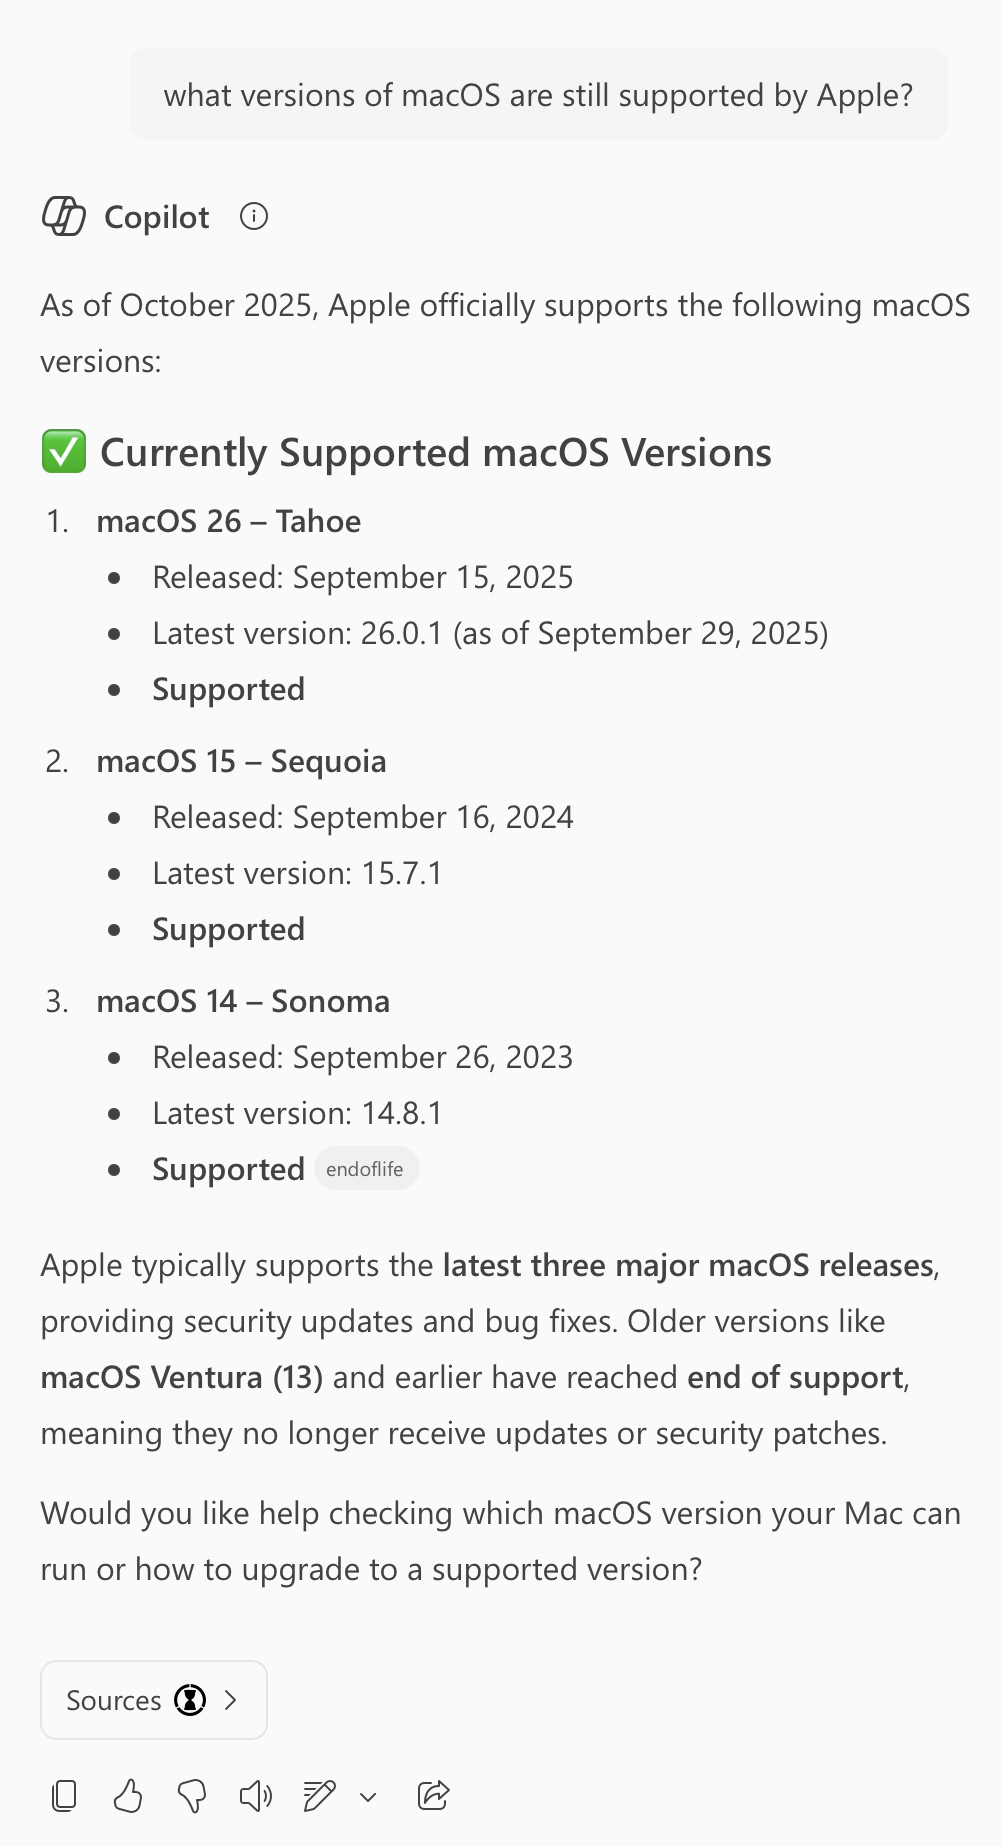 what versions of macOS are still supported by Apple?
Copilot
As of October 2025, Apple officially supports the following macOS
versions:
✅ Currently Supported macOS Versions
1. macOS 26 – Tahoe
• Released: September 15, 2025
• Latest version: 26.0.1 (as of September 29, 2025)
• Supported
2. macOS 15 – Sequoia
• Released: September 16, 2024
• Latest version: 15.7.1
• Supported
3. macOS 14 – Sonoma
• Released: September 26, 2023
• Latest version: 14.8.1
• Supported endoflife
Apple typically supports the latest three major macOS releases,
providing security updates and bug fixes. Older versions like
macOS Ventura (13) and earlier have reached end of support,
meaning they no longer receive updates or security patches.
Would you like help checking which macOS version your Mac can
run or how to upgrade to a supported version?
Sources